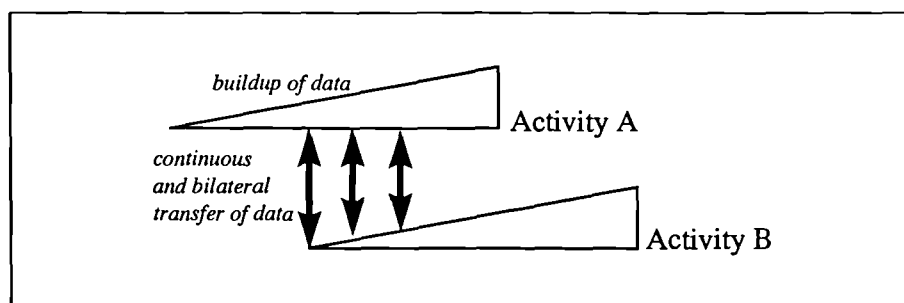 buildup of data
Activity A
continuous
and bilateral
transfer of data
Activity B